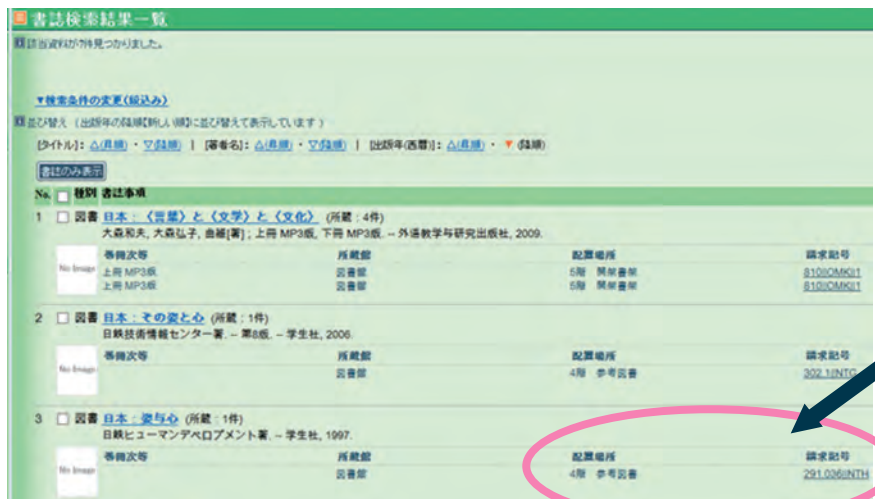 書誌検索結果一覧
該当資料が7件見つかりました。
▼検索条件の変更(絞込み)
並び替え (出版年の降順【新しい順】に並び替えて表示しています)
[タイトル]: △(昇順) ・ ▽(降順) | [著者名]: △(昇順) ・ ▽(降順) | [出版年(西暦)]: △(昇順) ・ ▼(降順)
書誌のみ表示
No. 種別 書誌事項
1 図書 日本：〈言葉〉と〈文学〉と〈文化〉 (所蔵：4件)
大森和夫, 大森弘子, 曲維[著] ; 上冊 MP3版, 下冊 MP3版. -- 外语教学与研究出版社, 2009.
No Image 巻冊次等 所蔵館 配置場所 請求記号
上冊 MP3版 図書館 5階 開架書架 810||OMK||1
上冊 MP3版 図書館 5階 開架書架 810||OMK||1
2 図書 日本：その姿と心 (所蔵：1件)
日鉄技術情報センター著. -- 第8版. -- 学生社, 2006.
No Image 巻冊次等 所蔵館 配置場所 請求記号
図書館 4階 参考図書 302.1||NTG
3 図書 日本：姿与心 (所蔵：1件)
日鉄ヒューマンデベロプメント著. -- 学生社, 1997.
No Image 巻冊次等 所蔵館 配置場所 請求記号
図書館 4階 参考図書 291.036||NTH